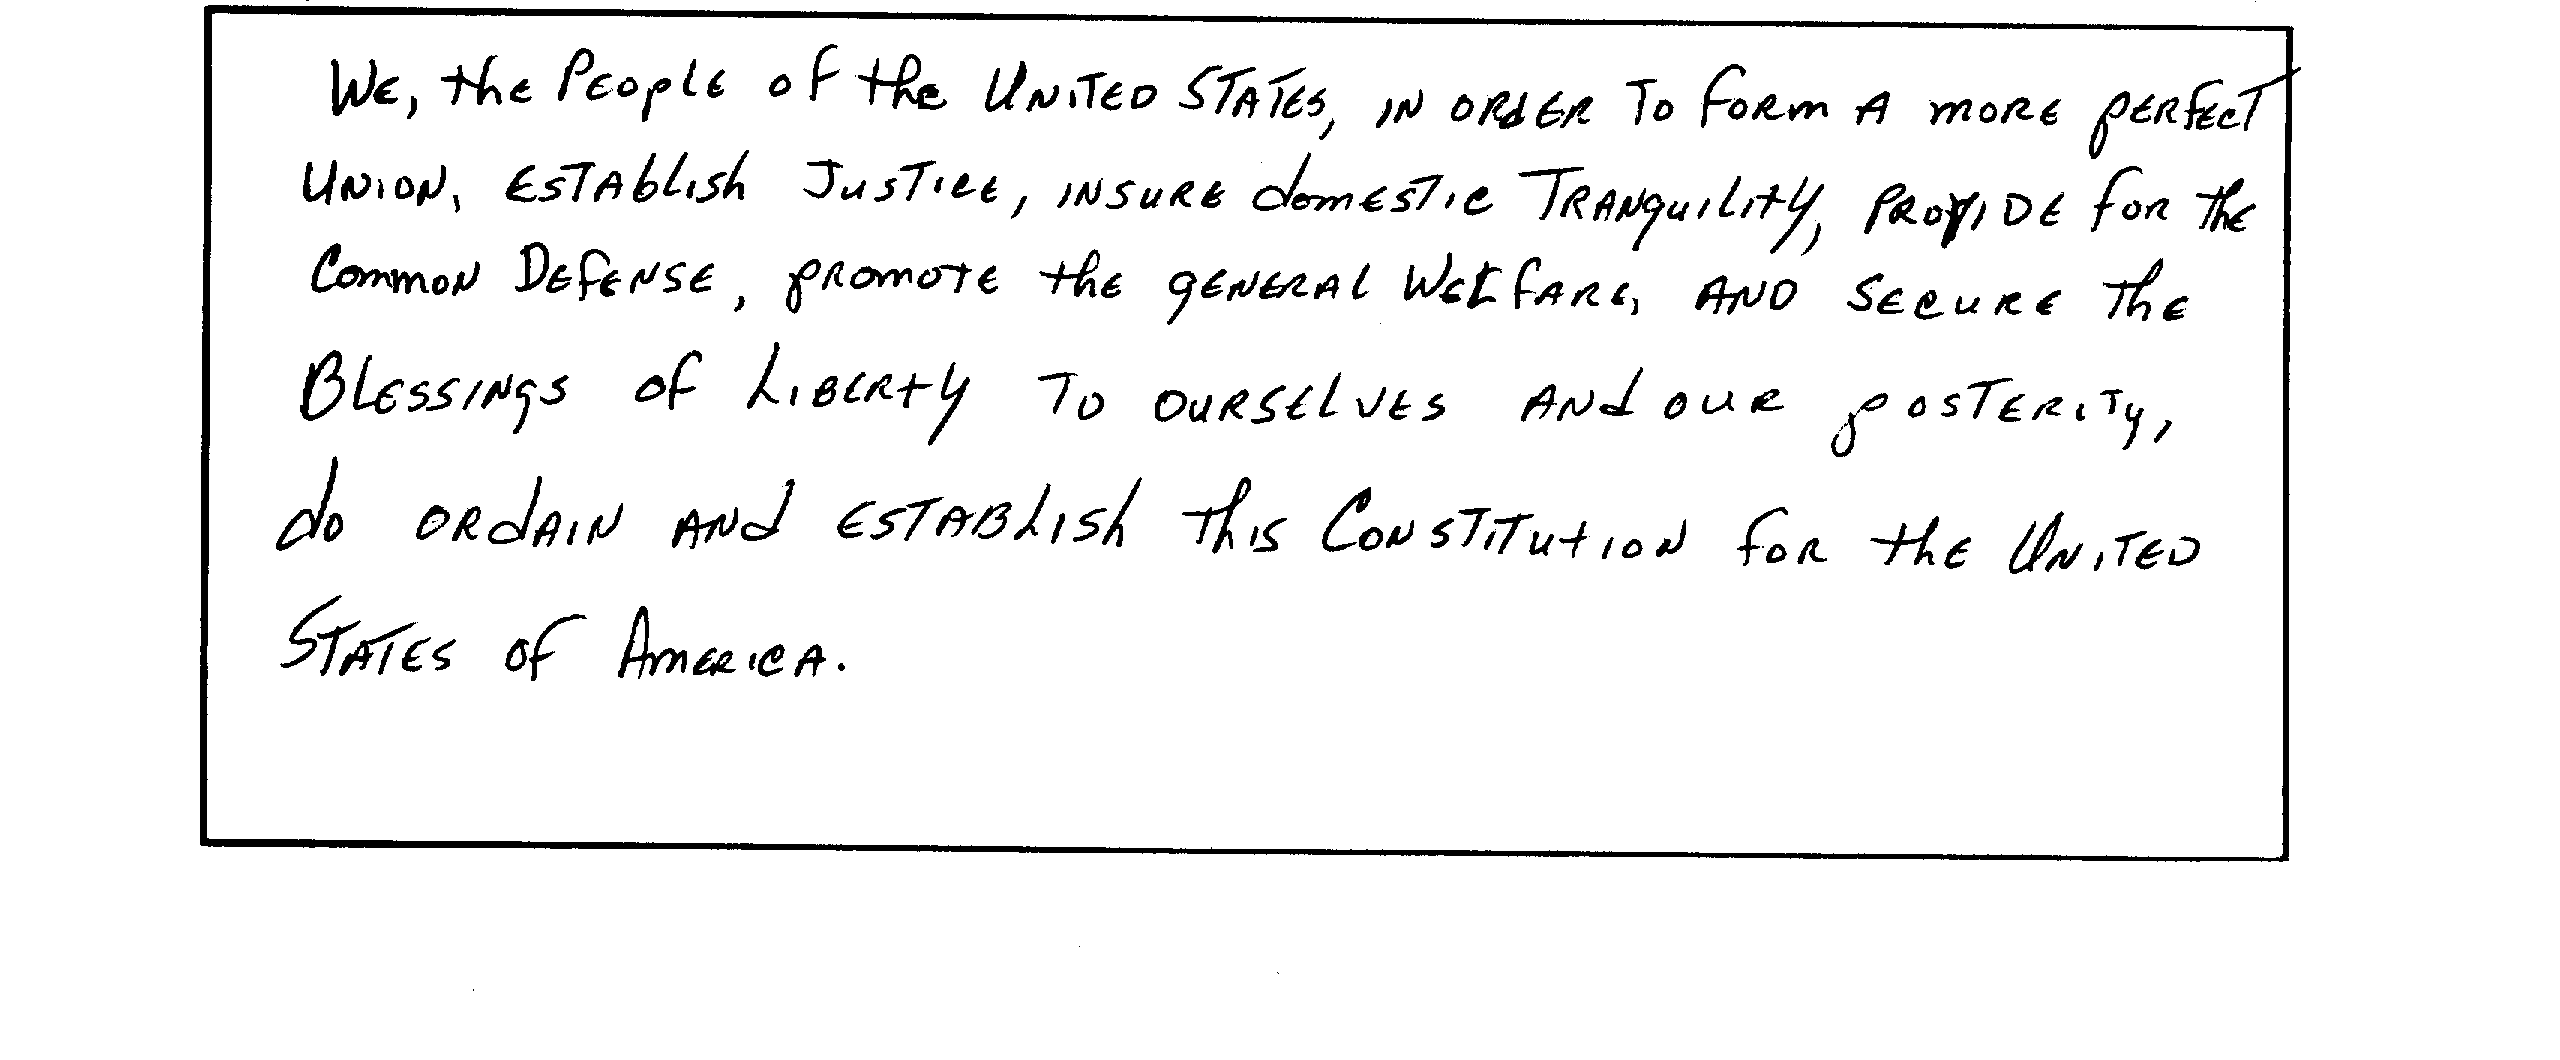 We, the People of the United States, in order to form a more perfect
Union, establish Justice, insure domestic Tranquility, provide for the
Common Defense, promote the general Welfare, and secure the
Blessings of Liberty to ourselves and our posterity,
do ordain and establish this Constitution for the United
States of America.